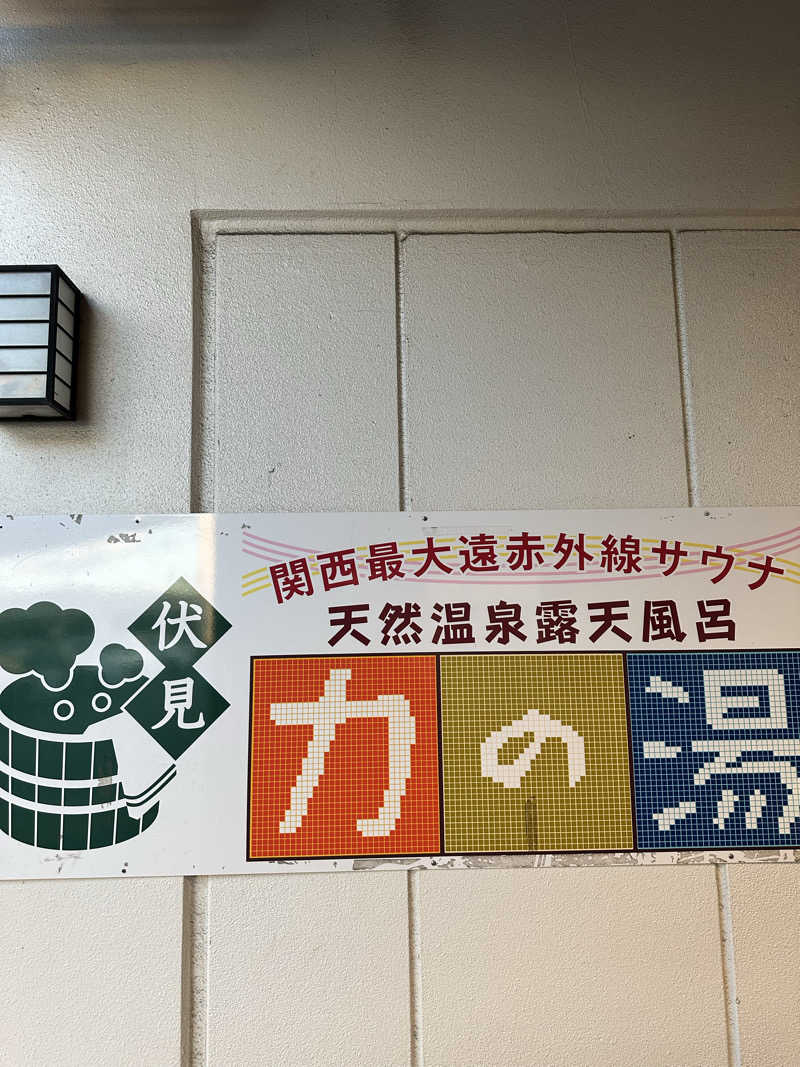 伏見
関西最大遠赤外線サウナ
天然温泉露天風呂
力の湯